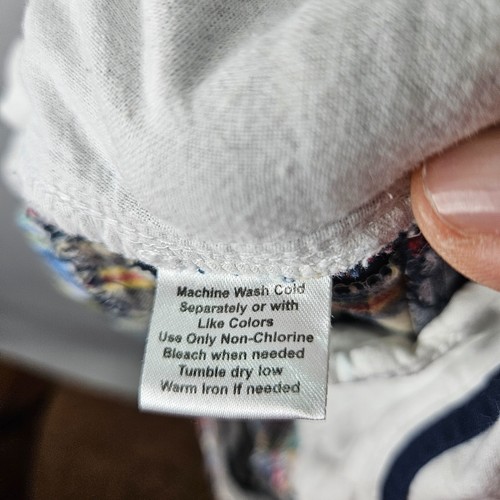 Machine Wash Cold
Separately or with
Like Colors
Use Only Non-Chlorine
Bleach when needed
Tumble dry low
Warm Iron If needed